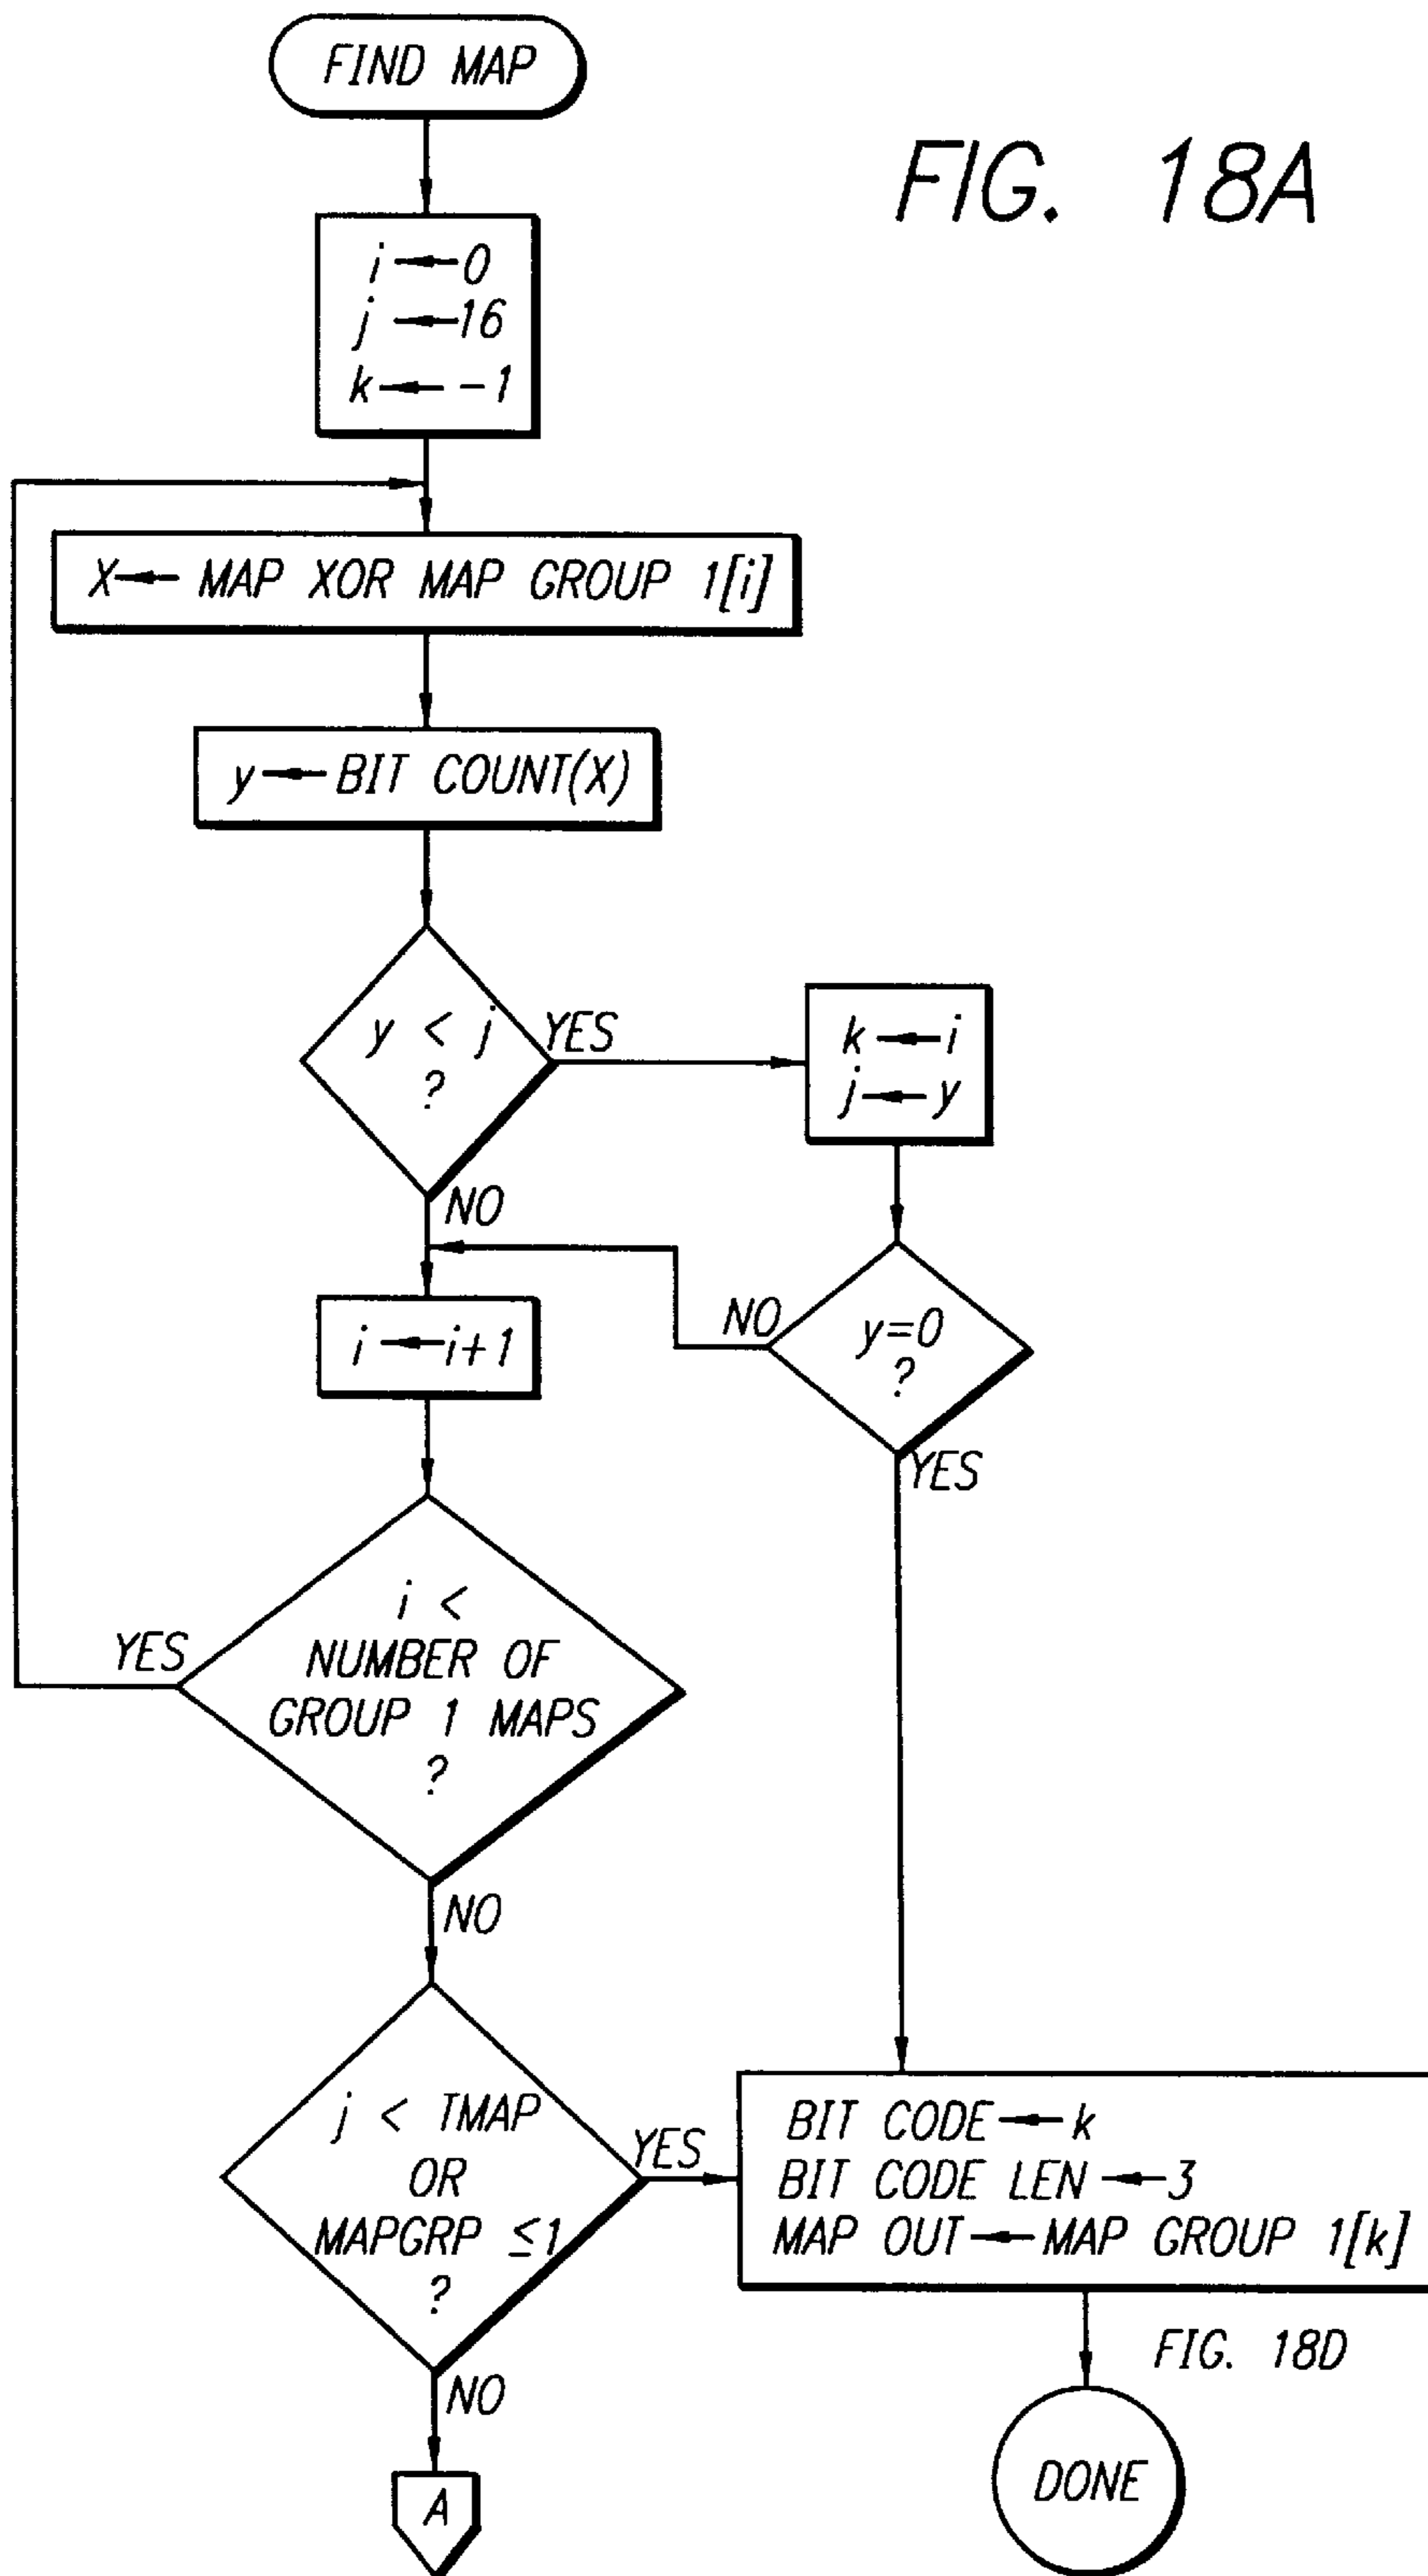 FIND MAP
FIG. 18A
i ← 0
j ← 16
k ← -1
X ← MAP XOR MAP GROUP 1[i]
y ← BIT COUNT(X)
y < j
?
YES
k ← i
j ← y
NO
i ← i+1
NO
y=0
?
YES
i <
NUMBER OF
GROUP 1 MAPS
?
YES
NO
j < TMAP
OR
MAPGRP ≤1
?
YES
BIT CODE ← k
BIT CODE LEN ← 3
MAP OUT ← MAP GROUP 1[k]
NO
FIG. 18D
A
DONE